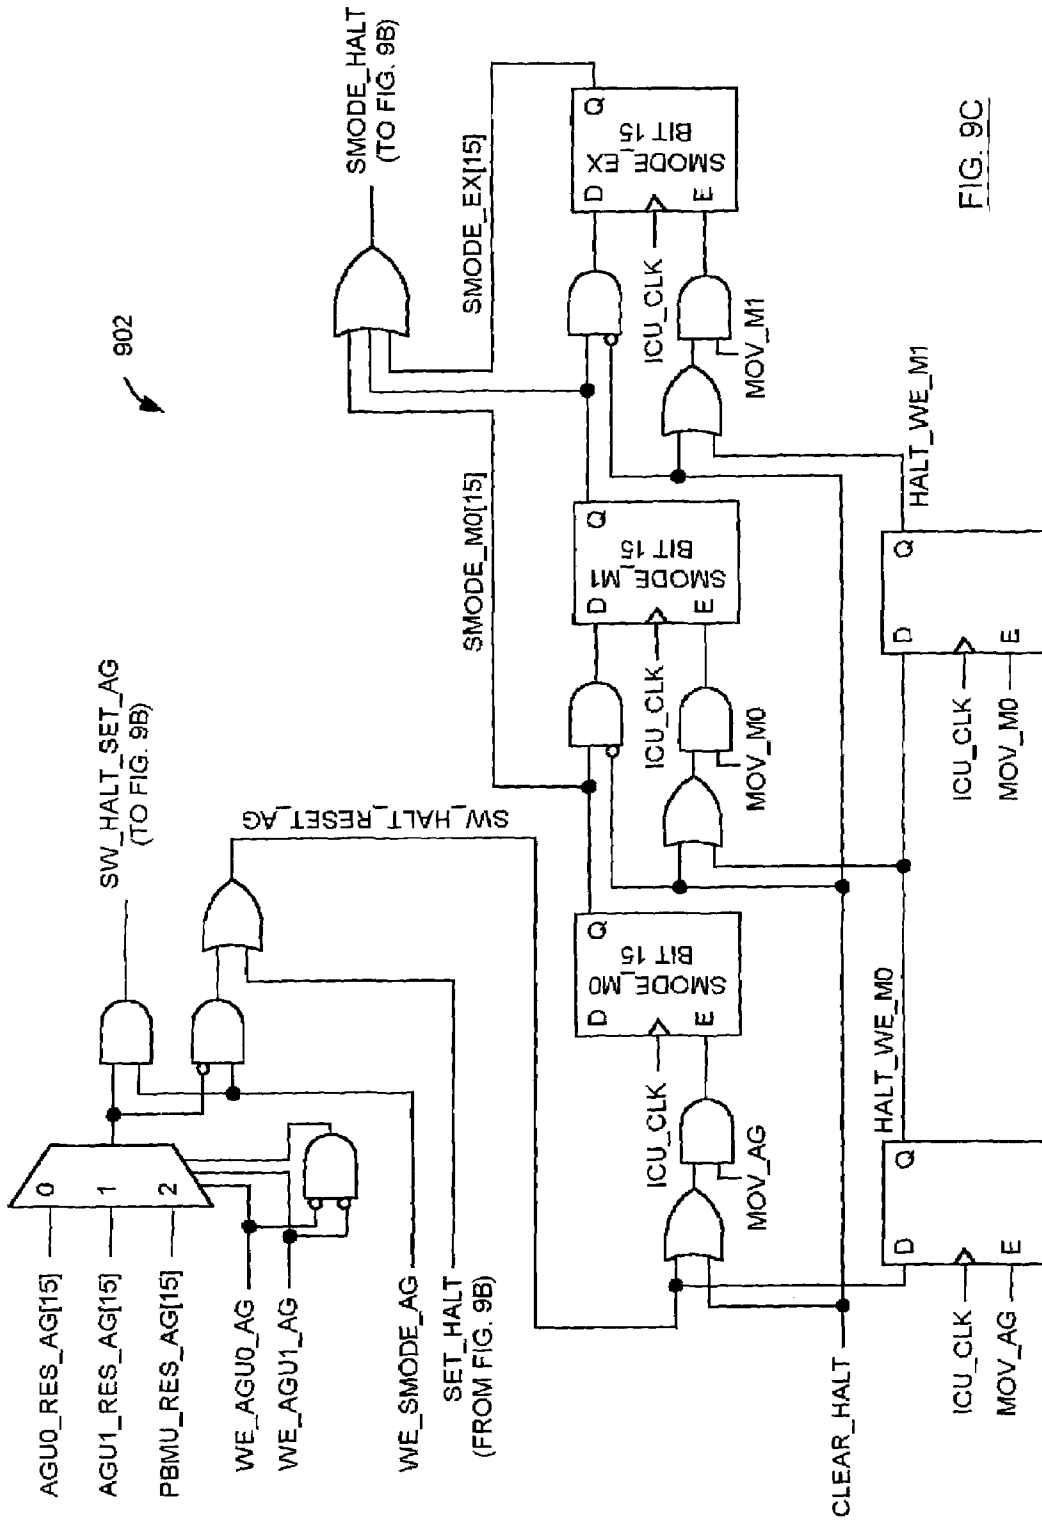 AGU0_RES_AG[15]
AGU1_RES_AG[15]
PBMU_RES_AG[15]
0
1
2
WE_AGU0_AG
WE_AGU1_AG
WE_SMODE_AG
SET_HALT
(FROM FIG. 9B)
SW_HALT_SET_AG
(TO FIG. 9B)
SW_HALT_RESET_AG
902
SMODE_HALT
(TO FIG. 9B)
SMODE_M0[15]
SMODE_EX[15]
D
Q
SMODE_M0
BIT 15
E
ICU_CLK
MOV_AG
D
Q
SMODE_M1
BIT 15
E
ICU_CLK
MOV_M0
D
Q
SMODE_EX
BIT 15
E
ICU_CLK
MOV_M1
CLEAR_HALT
HALT_WE_M0
HALT_WE_M1
D
Q
E
ICU_CLK
MOV_AG
D
Q
E
ICU_CLK
MOV_M0
FIG. 9C